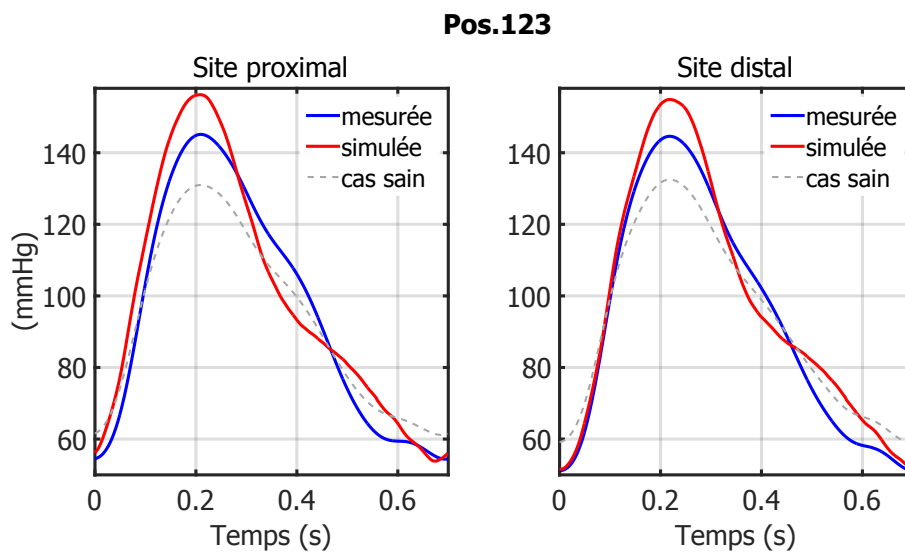 Pos.123
Site proximal
Site distal
mesurée
simulée
cas sain
mesurée
simulée
cas sain
(mmHg)
140
120
100
80
60
140
120
100
80
60
0
0.2
0.4
0.6
0
0.2
0.4
0.6
Temps (s)
Temps (s)